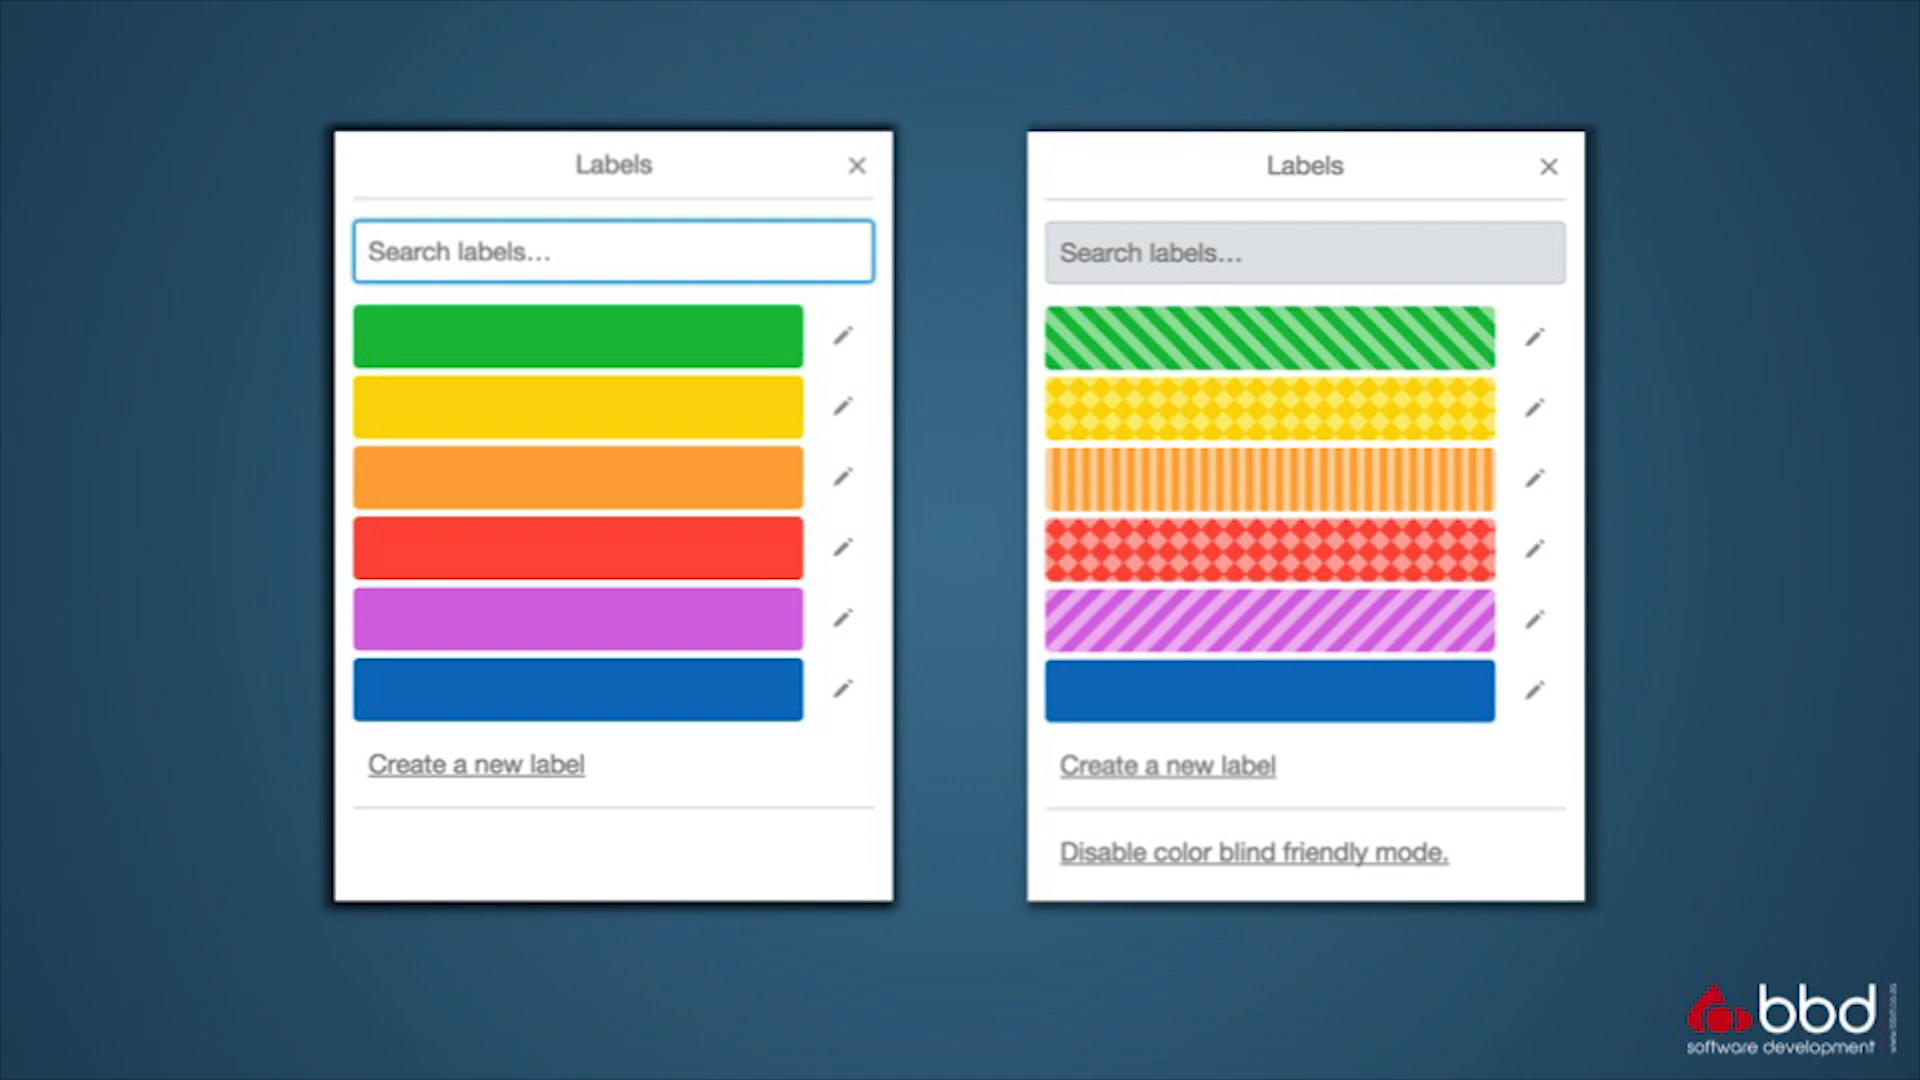 Labels
Search labels...
Create a new label
Labels
Search labels...
Create a new label
Disable color blind friendly mode.
bbd
software development